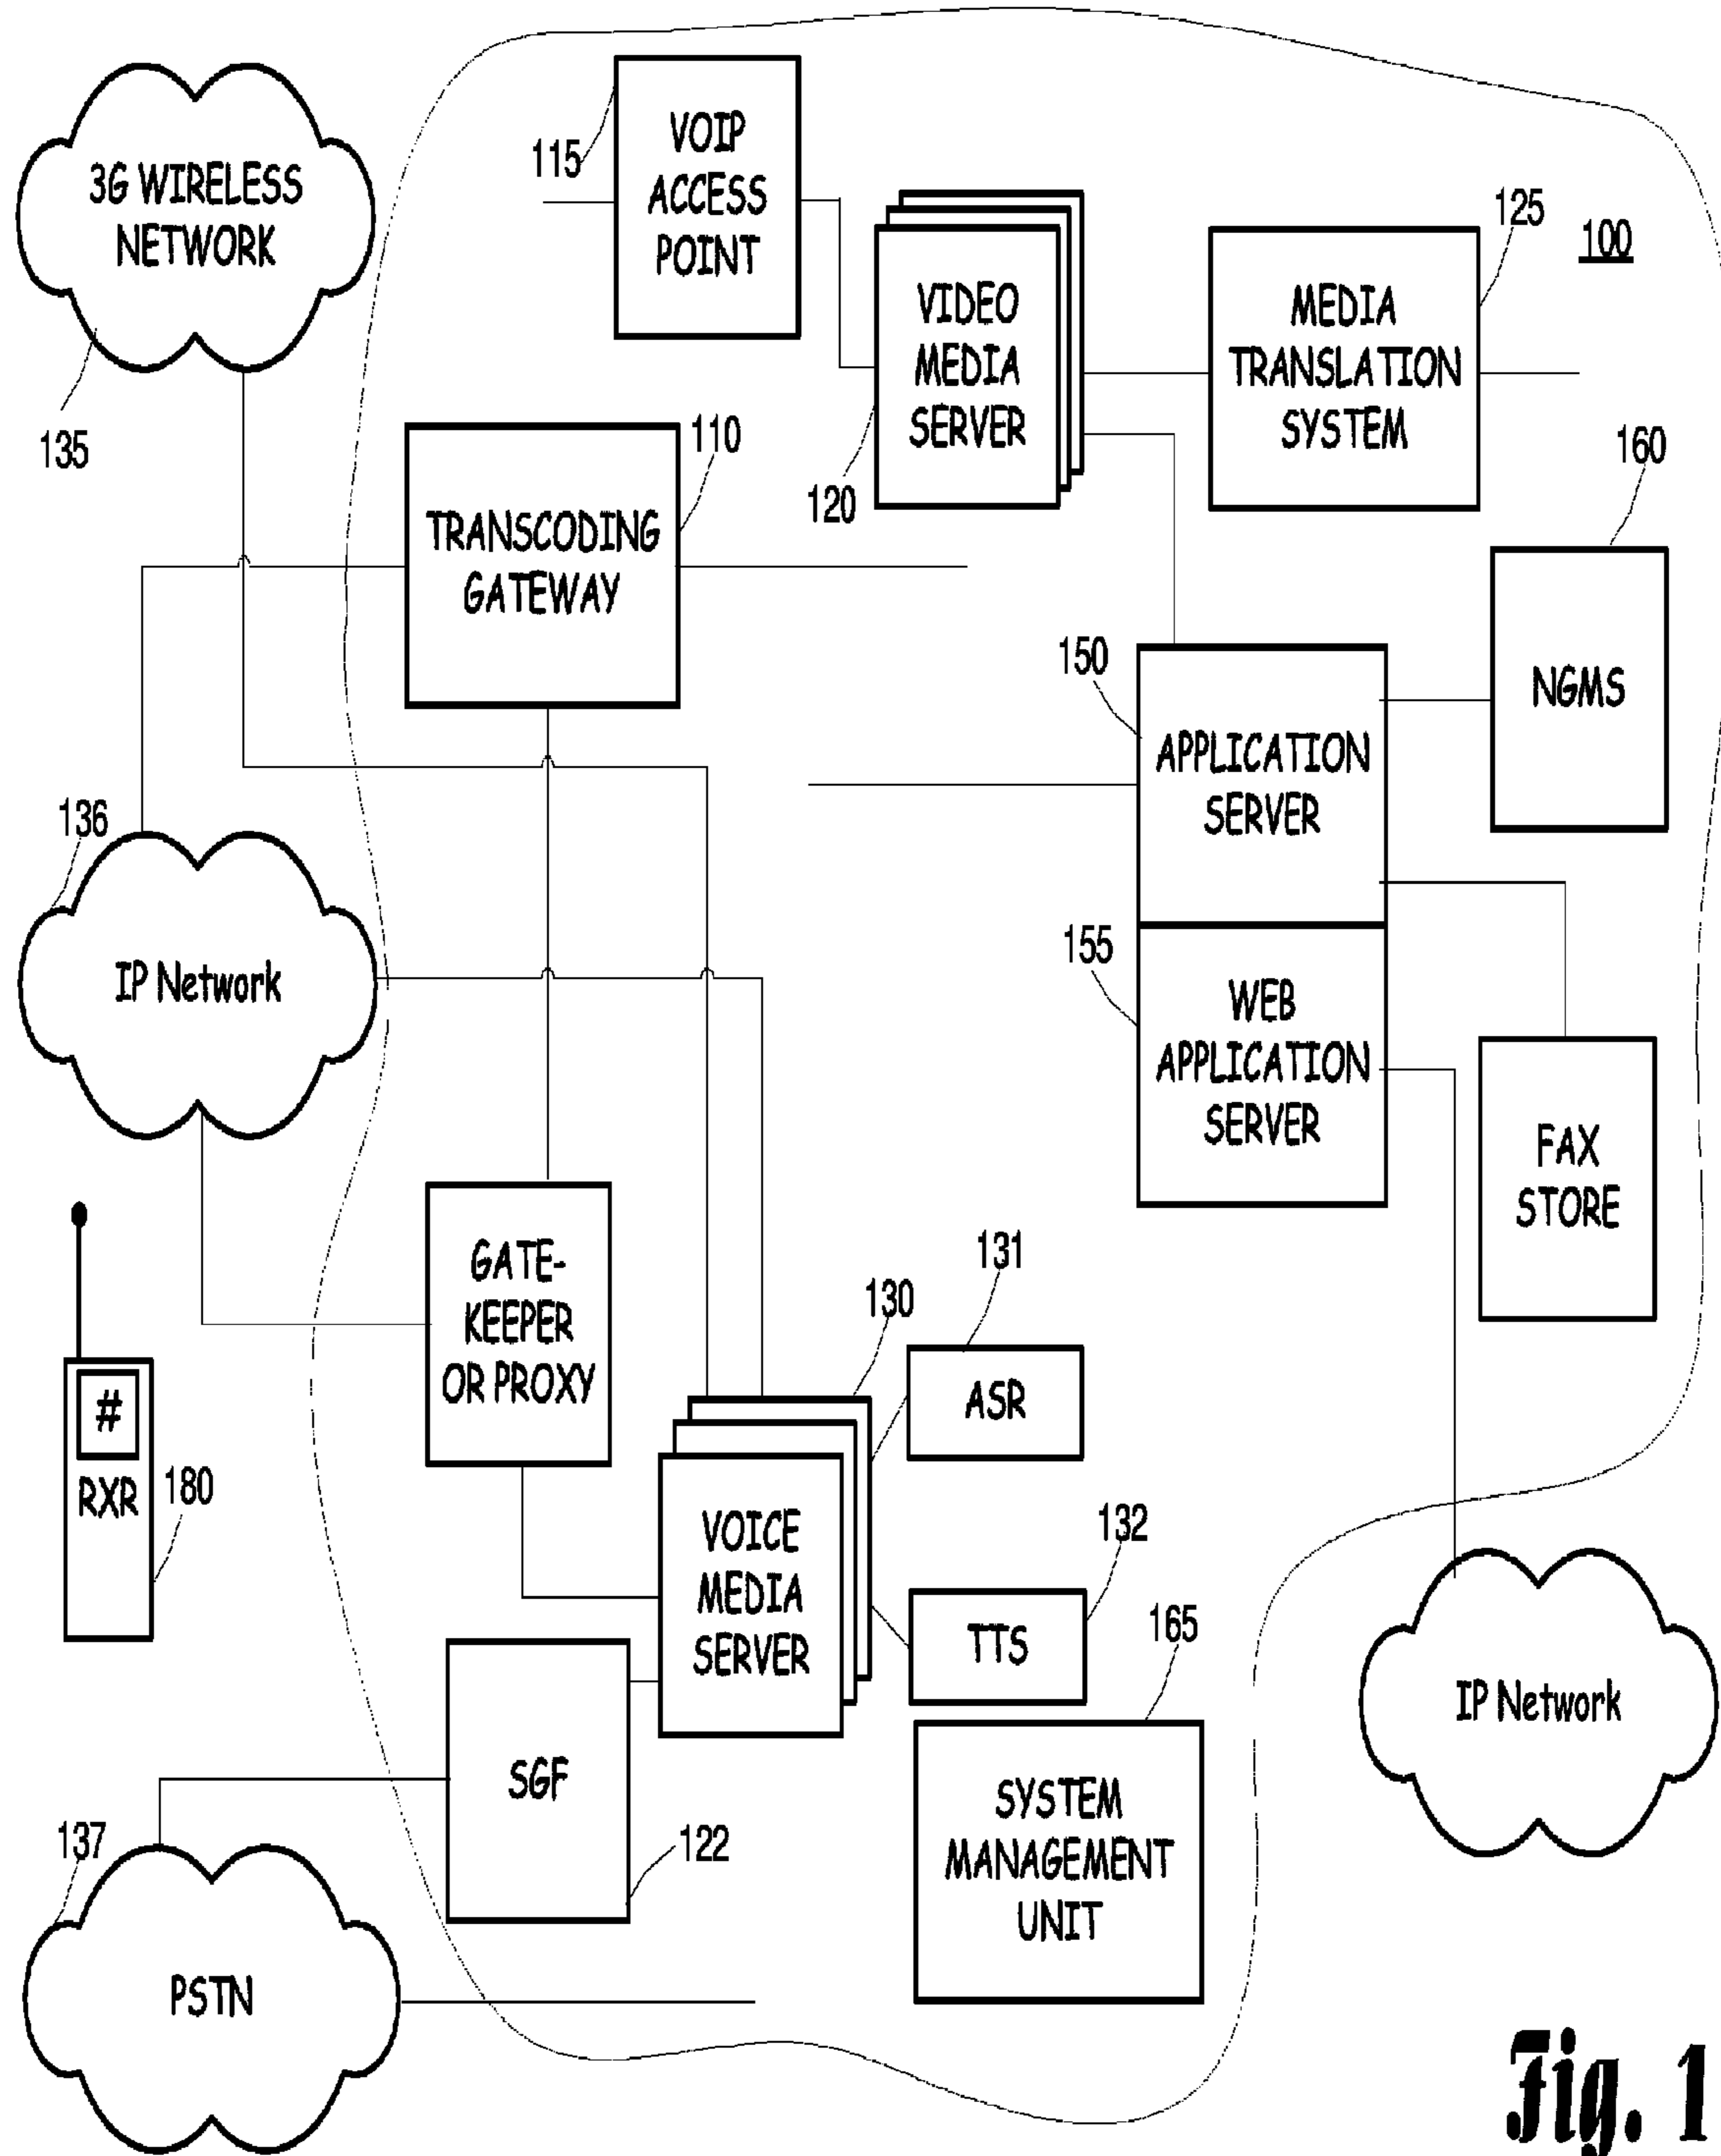 115
VOIP
ACCESS
POINT
3G WIRELESS
NETWORK
135
125
100
VIDEO
MEDIA
SERVER
120
MEDIA
TRANSLATION
SYSTEM
110
TRANSCODING
GATEWAY
160
NGMS
150
APPLICATION
SERVER
136
IP Network
155
WEB
APPLICATION
SERVER
FAX
STORE
GATE-
KEEPER
OR PROXY
130
131
ASR
#
RXR
180
VOICE
MEDIA
SERVER
132
TTS
165
IP Network
SGF
122
SYSTEM
MANAGEMENT
UNIT
137
PSTN
Fig. 1